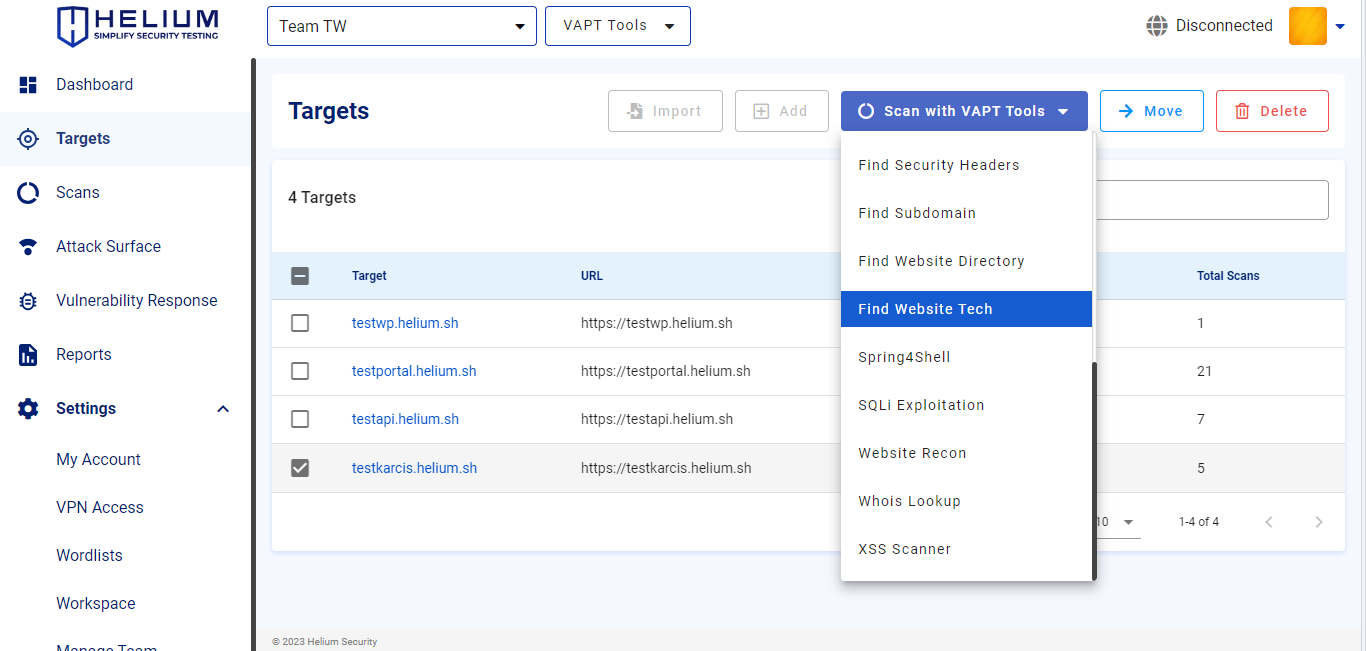 HELIUM
SIMPLIFY SECURITY TESTING
Team TW
VAPT Tools
Disconnected
Dashboard
Targets
Scans
Attack Surface
Vulnerability Response
Reports
Settings
My Account
VPN Access
Wordlists
Workspace
Manage Team
Targets
Import
Add
Scan with VAPT Tools
Move
Delete
4 Targets
Find Security Headers
Find Subdomain
Find Website Directory
Find Website Tech
Spring4Shell
SQLi Exploitation
Website Recon
Whois Lookup
XSS Scanner
Target URL Total Scans
testwp.helium.sh https://testwp.helium.sh 1
testportal.helium.sh https://testportal.helium.sh 21
testapi.helium.sh https://testapi.helium.sh 7
testkarcis.helium.sh https://testkarcis.helium.sh 5
10 1-4 of 4
© 2023 Helium Security